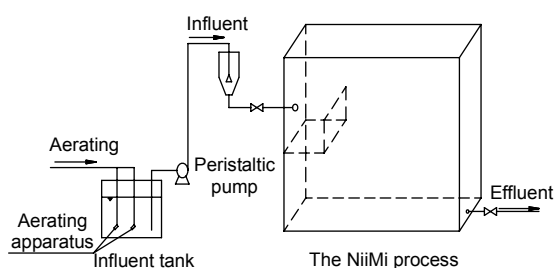 Influent
Aerating
Peristaltic
pump
Aerating
apparatus
Influent tank
Effluent
The NiiMi process